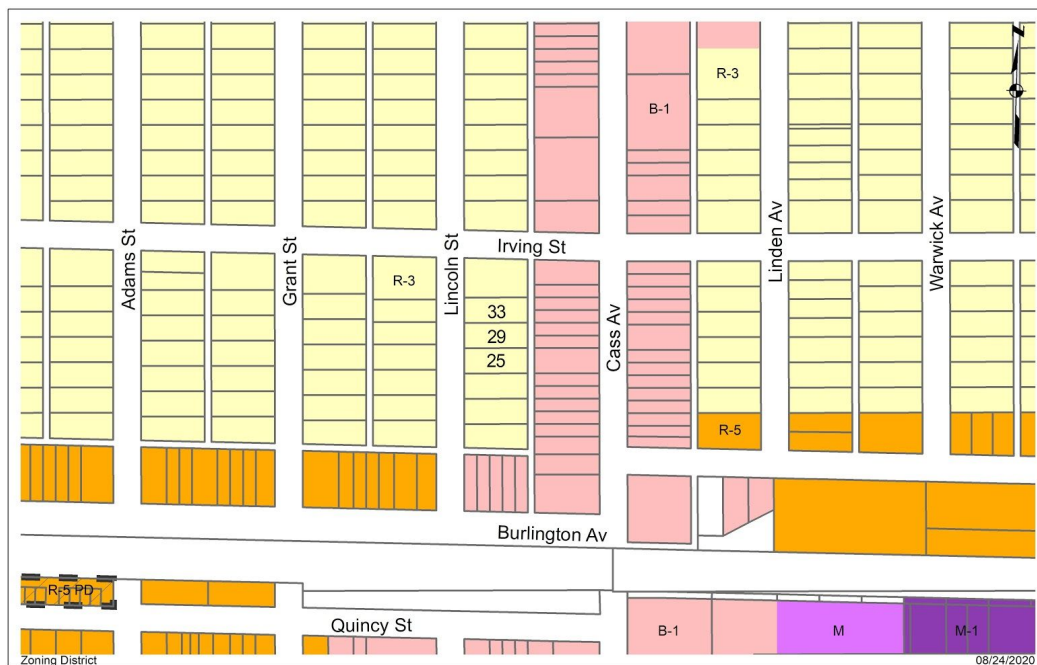 Z
R-3
B-1
Irving St
Adams St
Grant St
Lincoln St
Cass Av
Linden Av
Warwick Av
R-3
33
29
25
R-5
Burlington Av
R-5 PD
Quincy St
B-1
M
M-1
Zoning District
08/24/2020